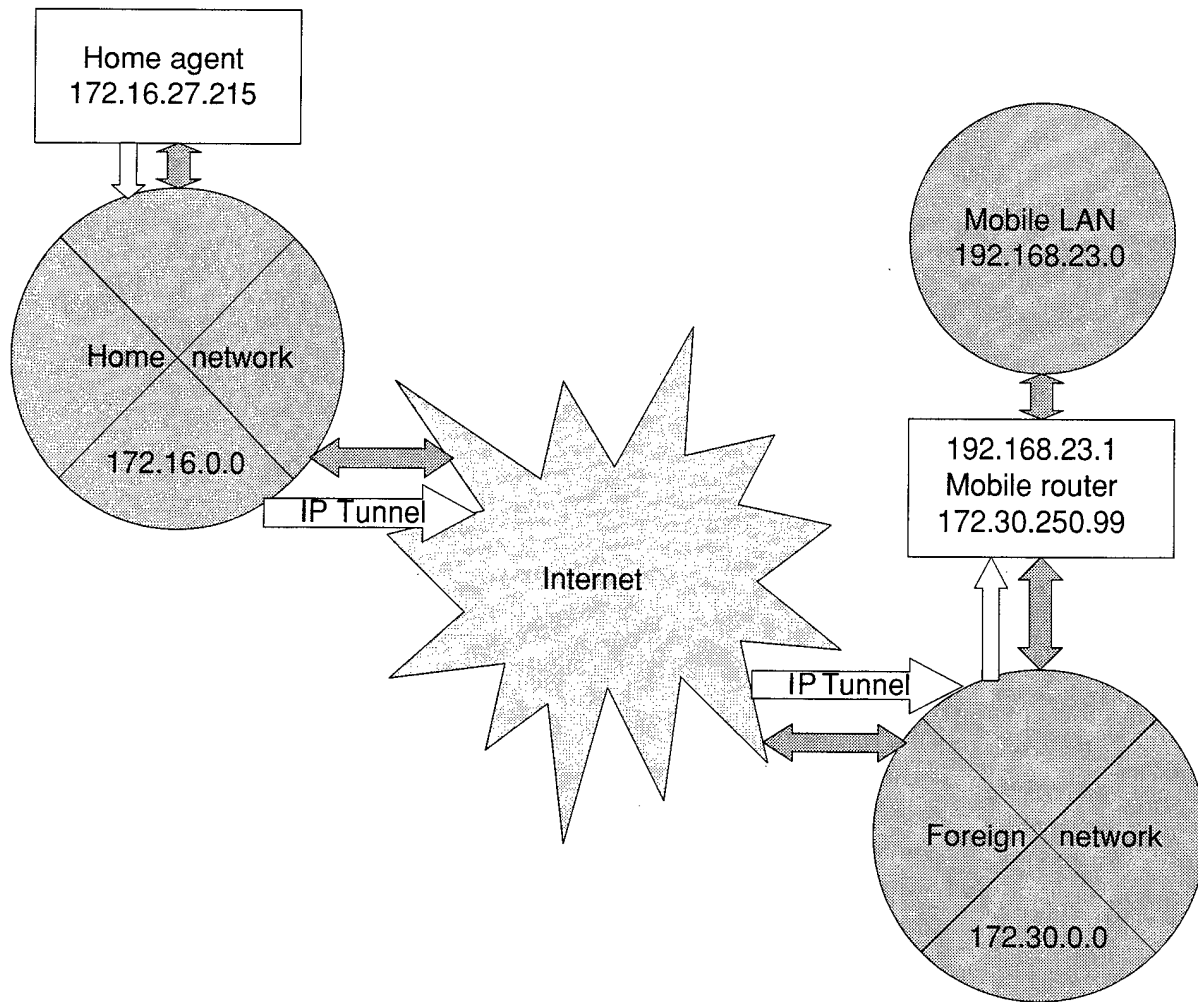 Home agent
172.16.27.215
Home network
172.16.0.0
IP Tunnel
Internet
Mobile LAN
192.168.23.0
192.168.23.1
Mobile router
172.30.250.99
IP Tunnel
Foreign network
172.30.0.0